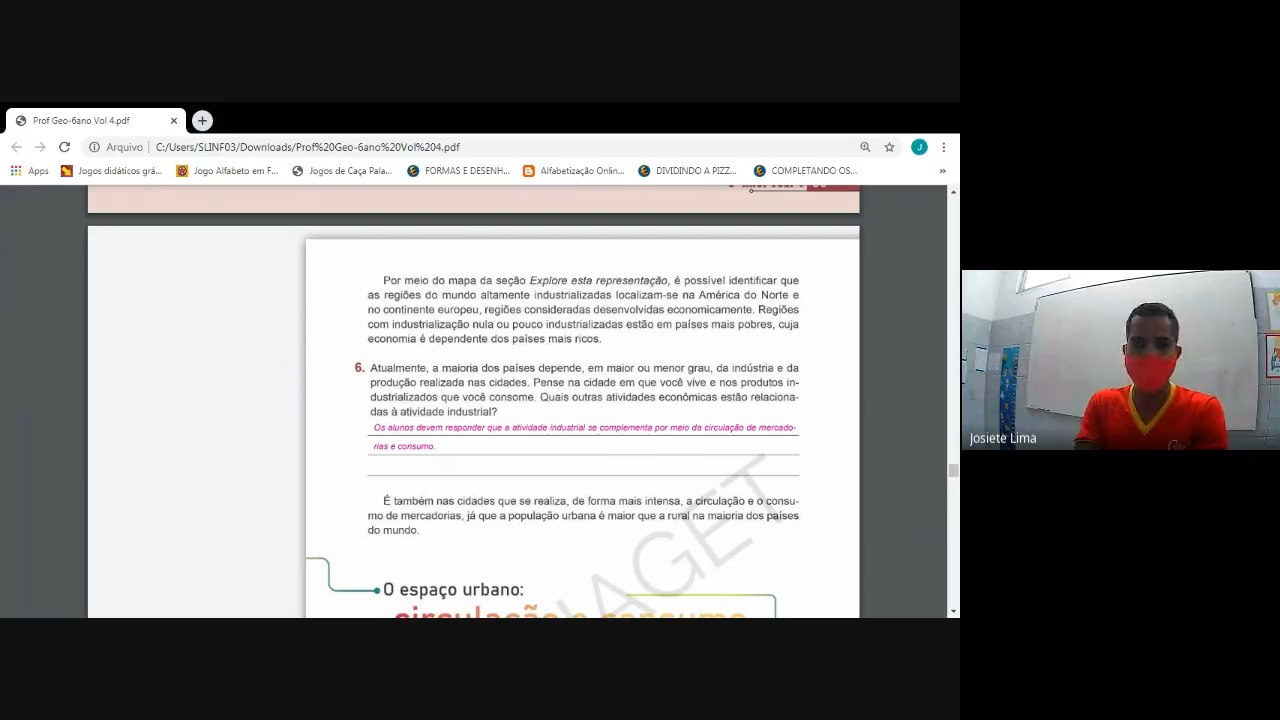 Prof Geo-6ano Vol 4.pdf
Arquivo C:/Users/SLINF03/Downloads/Prof%20Geo-6ano%20Vol%204.pdf
J
Apps Jogos didáticos grá... Jogo Alfabeto em F... Jogos de Caça Pala... FORMAS E DESENH... Alfabetização Onlin... DIVIDINDO A PIZZ... COMPLETANDO OS... »
Por meio do mapa da seção Explore esta representação, é possível identificar que
as regiões do mundo altamente industrializadas localizam-se na América do Norte e
no continente europeu, regiões consideradas desenvolvidas economicamente. Regiões
com industrialização nula ou pouco industrializadas estão em países mais pobres, cuja
economia é dependente dos países mais ricos.
6. Atualmente, a maioria dos países depende, em maior ou menor grau, da indústria e da
produção realizada nas cidades. Pense na cidade em que você vive e nos produtos in-
dustrializados que você consome. Quais outras atividades econômicas estão relaciona-
das à atividade industrial?
Os alunos devem responder que a atividade industrial se complementa por meio da circulação de mercado-
rias e consumo.
É também nas cidades que se realiza, de forma mais intensa, a circulação e o consu-
mo de mercadorias, já que a população urbana é maior que a rural na maioria dos países
do mundo.
O espaço urbano:
circulação e consumo
IAGET
Josiete Lima